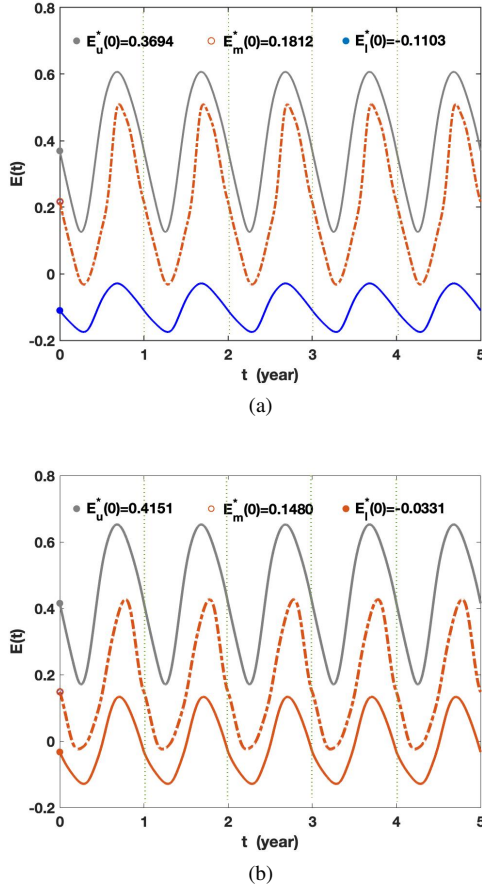 0.8
E*u(0)=0.3694 E*m(0)=0.1812 E*l(0)=-0.1103
0.6
0.4
E(t)
0.2
0
-0.2
0 1 2 3 4 5
t (year)
(a)
0.8
E*u(0)=0.4151 E*m(0)=0.1480 E*l(0)=-0.0331
0.6
0.4
E(t)
0.2
0
-0.2
0 1 2 3 4 5
t (year)
(b)